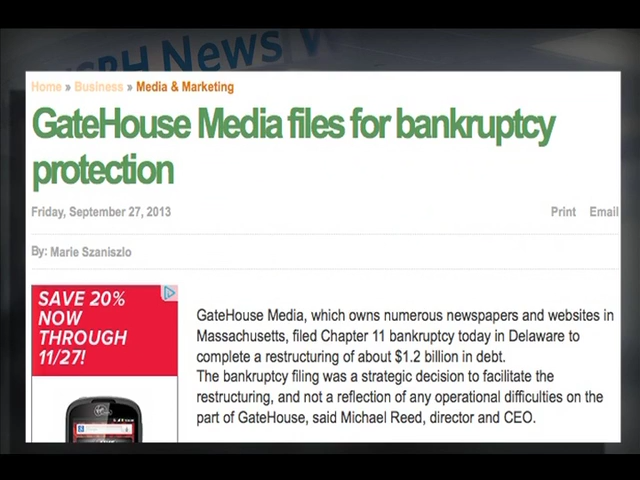 News
Home » Business » Media & Marketing
GateHouse Media files for bankruptcy
protection
Friday, September 27, 2013 Print Email
By: Marie Szaniszlo
SAVE 20%
NOW
THROUGH
11/27!
GateHouse Media, which owns numerous newspapers and websites in
Massachusetts, filed Chapter 11 bankruptcy today in Delaware to
complete a restructuring of about $1.2 billion in debt.
The bankruptcy filing was a strategic decision to facilitate the
restructuring, and not a reflection of any operational difficulties on the
part of GateHouse, said Michael Reed, director and CEO.